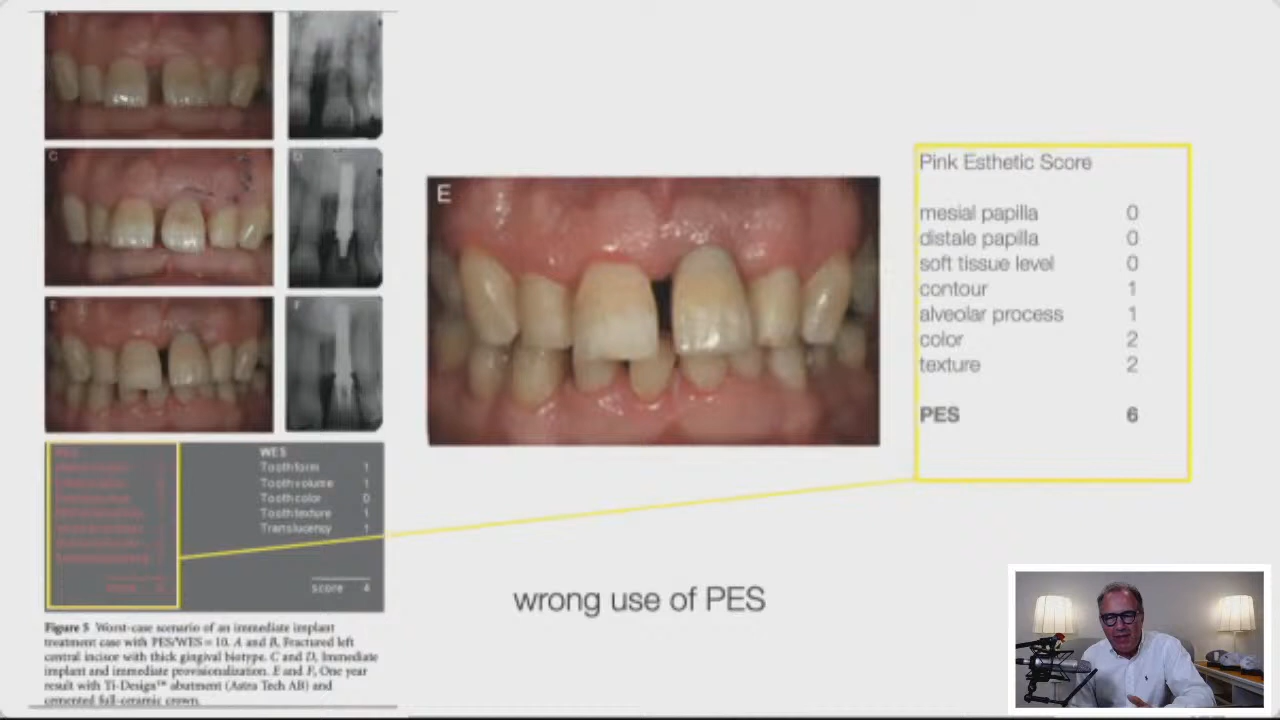 C
E
E
F
WES
Tooth form 1
Tooth volume 1
Tooth color 0
Tooth texture 1
Translucency 1
score 4
Figure 5 Worst-case scenario of an immediate implant
treatment case with PES/WES = 10. A and B, Fractured left
central incisor with thick gingival biotype. C and D, Immediate
implant and immediate provisionalization. E and F, One year
result with Ti-Design™ abutment (Astra Tech AB) and
cemented full-ceramic crown.
E
Pink Esthetic Score
mesial papilla 0
distale papilla 0
soft tissue level 0
contour 1
alveolar process 1
color 2
texture 2
PES 6
wrong use of PES